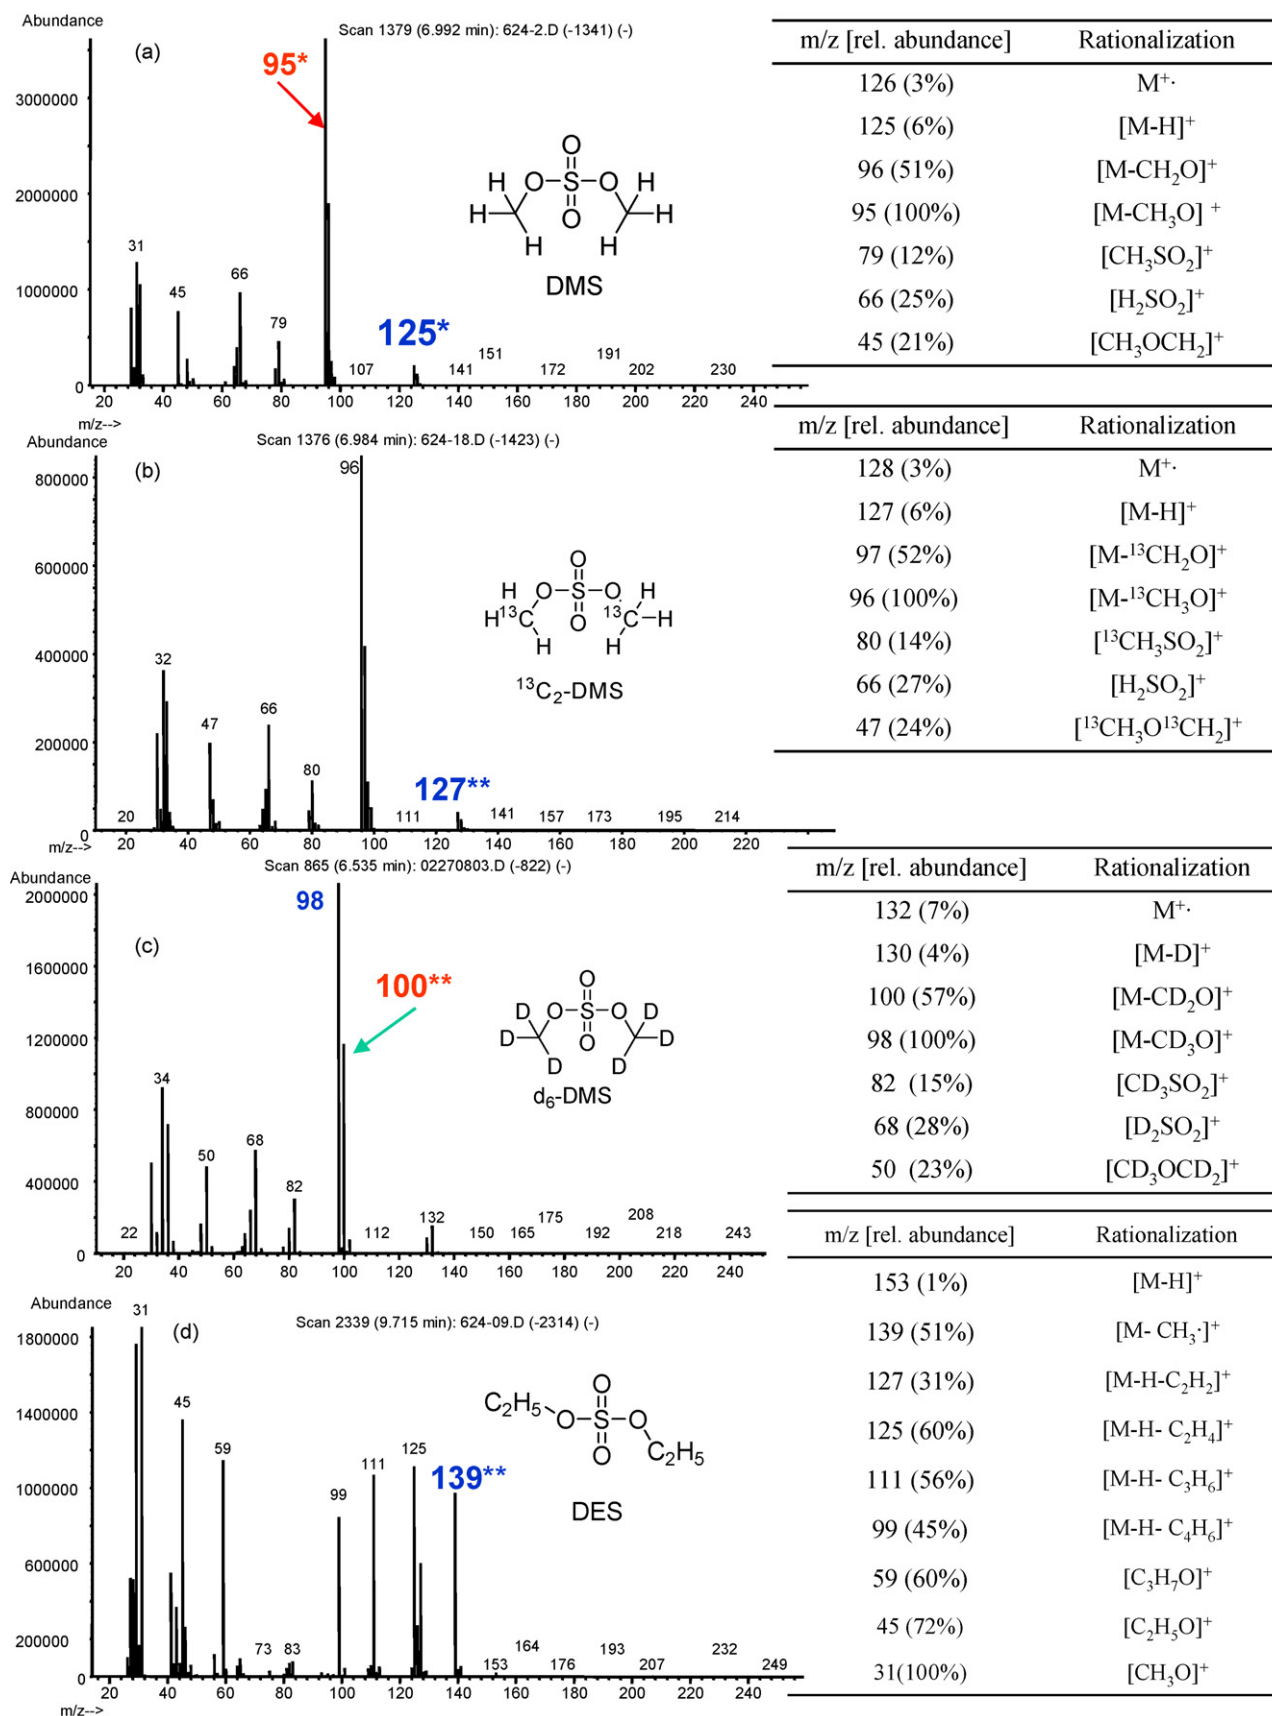 Abundance
Scan 1379 (6.992 min): 624-2.D (-1341) (-)
(a)
95*
3000000
2000000
1000000
0
31
45
66
79
125*
107
141
151
172
191
202
230
20 40 60 80 100 120 140 160 180 200 220 240
m/z-->
H
H
H
O
S
O
O
O
H
H
H
DMS
m/z [rel. abundance] Rationalization
126 (3%) M⁺·
125 (6%) [M-H]⁺
96 (51%) [M-CH₂O]⁺
95 (100%) [M-CH₃O] ⁺
79 (12%) [CH₃SO₂]⁺
66 (25%) [H₂SO₂]⁺
45 (21%) [CH₃OCH₂]⁺
Abundance
Scan 1376 (6.984 min): 624-18.D (-1423) (-)
(b)
96
800000
600000
400000
200000
0
20
32
47
66
80
127**
111
141
157
173
195
214
20 40 60 80 100 120 140 160 180 200 220
m/z-->
H
H¹³C
H
O
S
O
O
O
¹³C
H
H
H
¹³C₂-DMS
m/z [rel. abundance] Rationalization
128 (3%) M⁺·
127 (6%) [M-H]⁺
97 (52%) [M-¹³CH₂O]⁺
96 (100%) [M-¹³CH₃O]⁺
80 (14%) [¹³CH₃SO₂]⁺
66 (27%) [H₂SO₂]⁺
47 (24%) [¹³CH₃O¹³CH₂]⁺
Abundance
Scan 865 (6.535 min): 02270803.D (-822) (-)
(c)
98
100**
2000000
1600000
1200000
800000
400000
0
22
34
50
68
82
112
132
150
165
175
192
208
218
243
20 40 60 80 100 120 140 160 180 200 220 240
D
D
D
O
S
O
O
O
D
D
D
d₆-DMS
m/z [rel. abundance] Rationalization
132 (7%) M⁺·
130 (4%) [M-D]⁺
100 (57%) [M-CD₂O]⁺
98 (100%) [M-CD₃O]⁺
82 (15%) [CD₃SO₂]⁺
68 (28%) [D₂SO₂]⁺
50 (23%) [CD₃OCD₂]⁺
Abundance
Scan 2339 (9.715 min): 624-09.D (-2314) (-)
(d)
31
1800000
1400000
1000000
600000
200000
0
45
59
73
83
99
111
125
139**
153
164
176
193
207
232
249
20 40 60 80 100 120 140 160 180 200 220 240
m/z-->
C₂H₅
O
S
O
O
O
C₂H₅
DES
m/z [rel. abundance] Rationalization
153 (1%) [M-H]⁺
139 (51%) [M- CH₃·]⁺
127 (31%) [M-H-C₂H₂]⁺
125 (60%) [M-H- C₂H₄]⁺
111 (56%) [M-H- C₃H₆]⁺
99 (45%) [M-H- C₄H₆]⁺
59 (60%) [C₃H₇O]⁺
45 (72%) [C₂H₅O]⁺
31(100%) [CH₃O]⁺